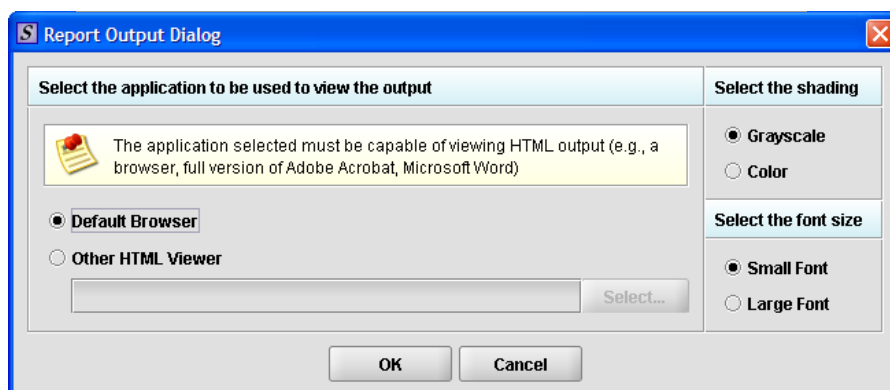 S Report Output Dialog
Select the application to be used to view the output
The application selected must be capable of viewing HTML output (e.g., a
browser, full version of Adobe Acrobat, Microsoft Word)
Default Browser
Other HTML Viewer
Select...
Select the shading
Grayscale
Color
Select the font size
Small Font
Large Font
OK
Cancel